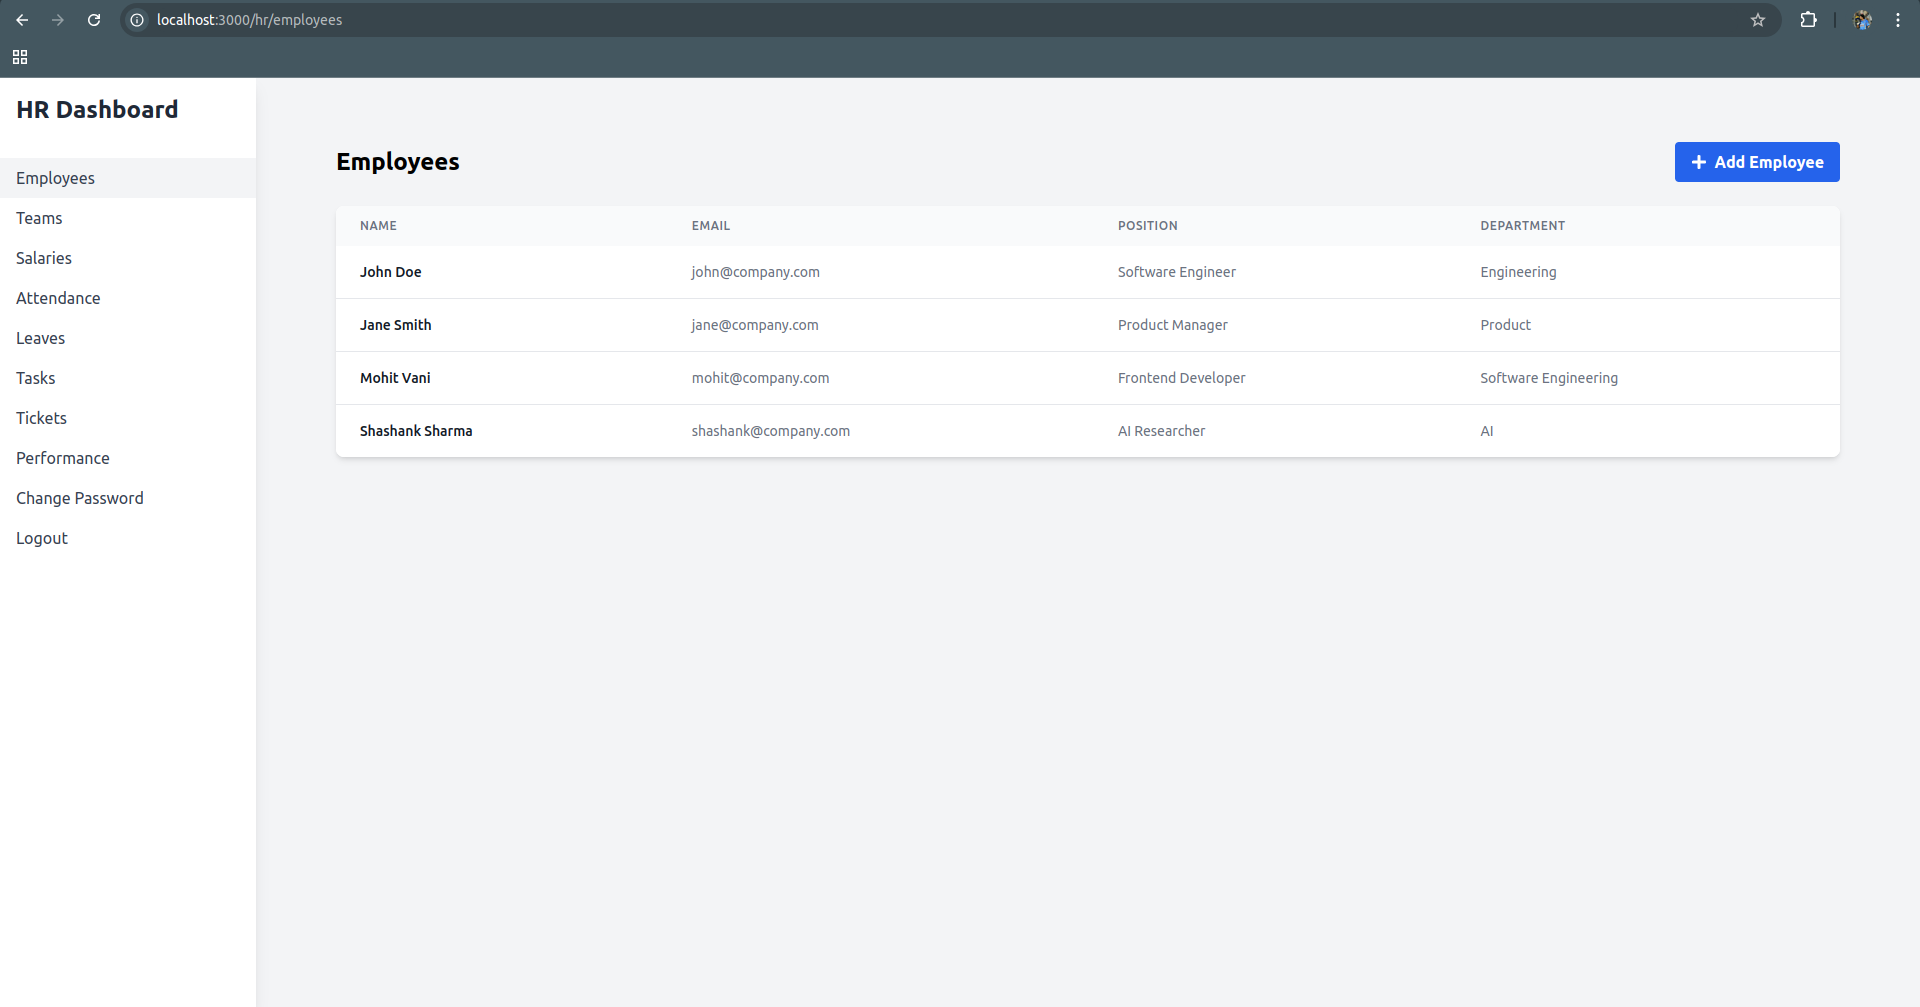 localhost:3000/hr/employees
HR Dashboard
Employees
Teams
Salaries
Attendance
Leaves
Tasks
Tickets
Performance
Change Password
Logout
Employees
+ Add Employee
NAME EMAIL POSITION DEPARTMENT
John Doe john@company.com Software Engineer Engineering
Jane Smith jane@company.com Product Manager Product
Mohit Vani mohit@company.com Frontend Developer Software Engineering
Shashank Sharma shashank@company.com AI Researcher AI